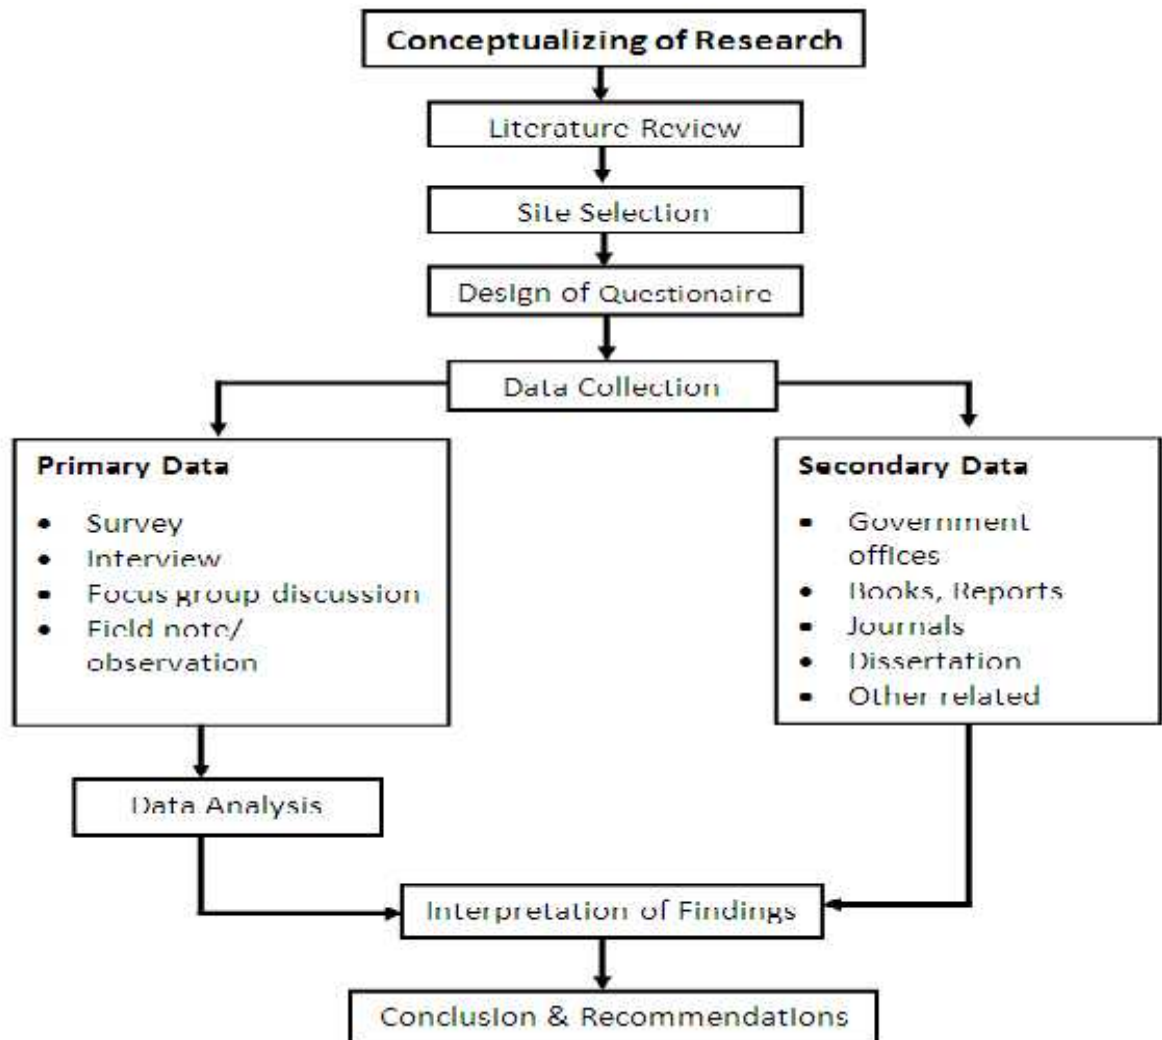 Conceptualizing of Research
Literature Review
Site Selection
Design of Questionaire
Data Collection
Primary Data
• Survey
• Interview
• Focus group discussion
• Field note/
observation
Secondary Data
• Government
offices
• Books, Reports
• Journals
• Dissertation
• Other related
Data Analysis
Interpretation of Findings
Conclusion & Recommendations